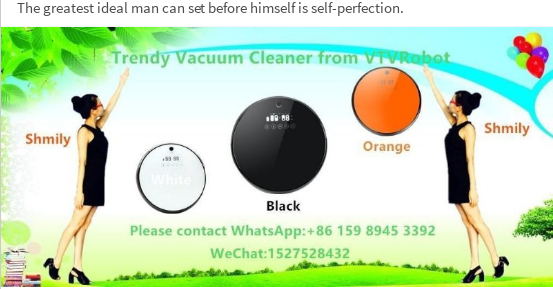 The greatest ideal man can set before himself is self-perfection.
Trendy Vacuum Cleaner from VTVRobot
Shmily
White
Black
Orange
Shmily
Please contact WhatsApp:+86 159 8945 3392
WeChat:1527528432